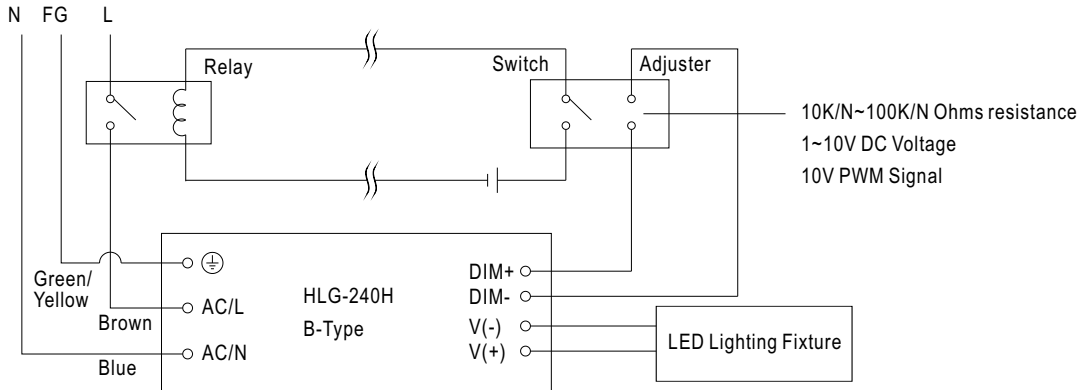 N FG L
Relay
Switch
Adjuster
10K/N~100K/N Ohms resistance
1~10V DC Voltage
10V PWM Signal
Green/
Yellow
Brown
Blue
AC/L
AC/N
HLG-240H
B-Type
DIM+
DIM-
V(-)
V(+)
LED Lighting Fixture